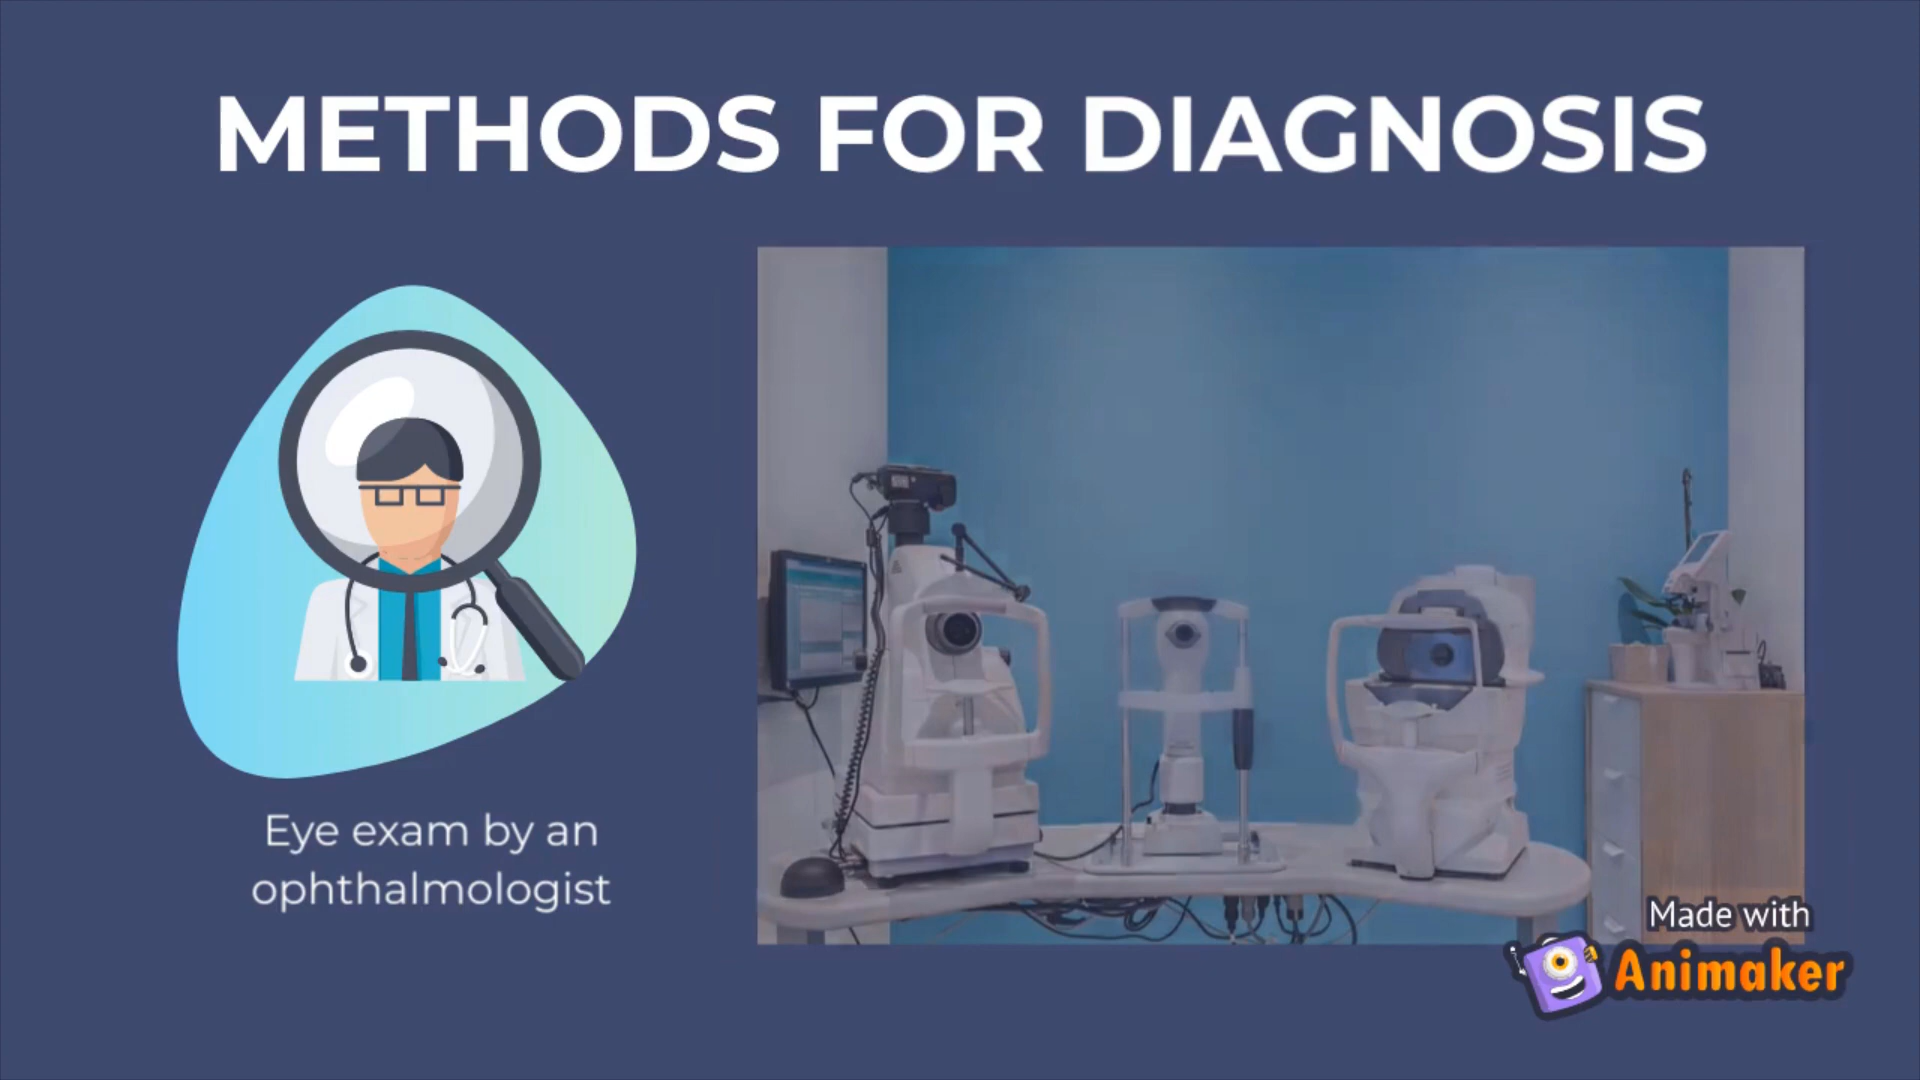 METHODS FOR DIAGNOSIS
Eye exam by an
ophthalmologist
Made with
Animaker